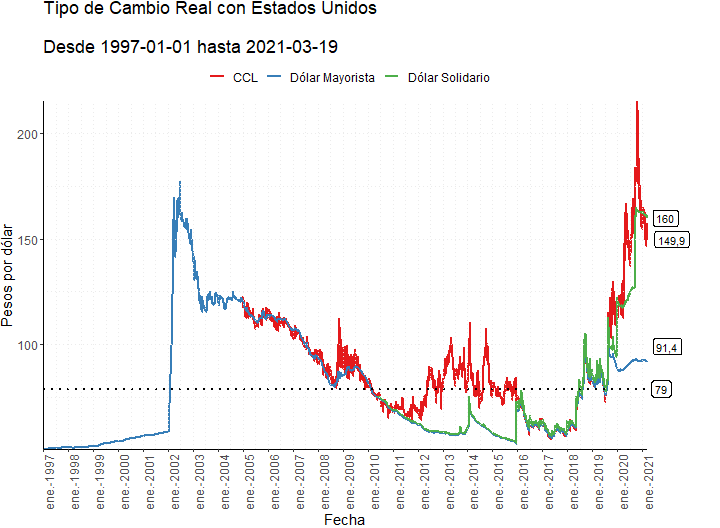 Tipo de Cambio Real con Estados Unidos
Desde 1997-01-01 hasta 2021-03-19
CCL Dólar Mayorista Dólar Solidario
Pesos por dólar
200
150
100
160
149,9
91,4
79
ene.-1997
ene.-1998
ene.-1999
ene.-2000
ene.-2001
ene.-2002
ene.-2003
ene.-2004
ene.-2005
ene.-2006
ene.-2007
ene.-2008
ene.-2009
ene.-2010
ene.-2011
ene.-2012
ene.-2013
ene.-2014
ene.-2015
ene.-2016
ene.-2017
ene.-2018
ene.-2019
ene.-2020
ene.-2021
Fecha